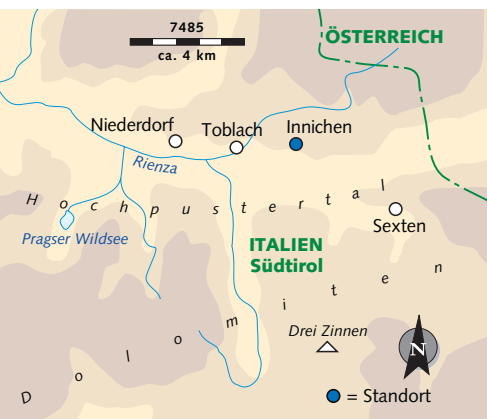 7485
ca. 4 km
ÖSTERREICH
Niederdorf
Toblach
Innichen
Rienza
Hochpustertal
Pragser Wildsee
Sexten
ITALIEN
Südtirol
Dolomiten
Drei Zinnen
N
= Standort